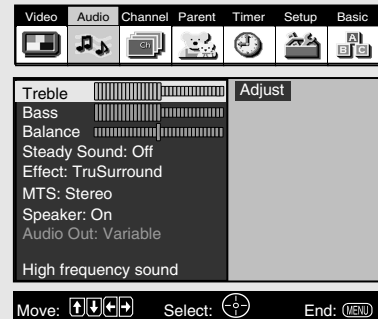 Video Audio Channel Parent Timer Setup Basic
Ch A B C
Treble Adjust
Bass
Balance
Steady Sound: Off
Effect: TruSurround
MTS: Stereo
Speaker: On
Audio Out: Variable
High frequency sound
Move: Select: End: MENU